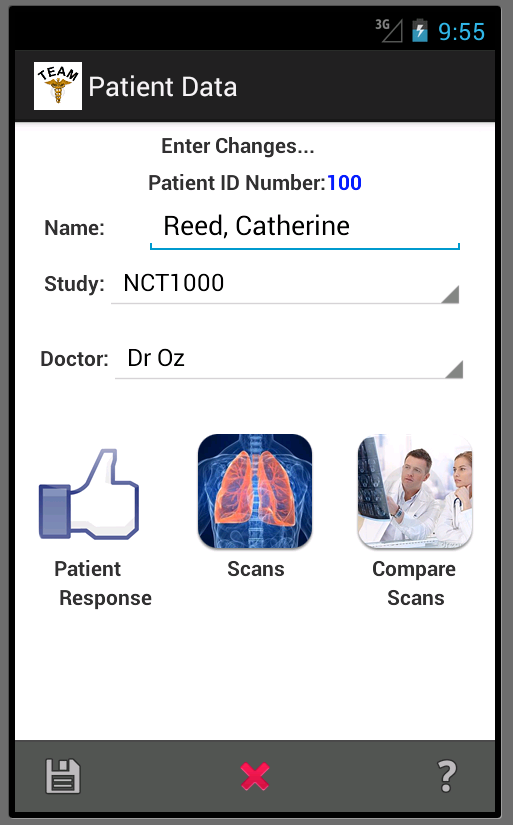 3G 9:55
TEAM
Patient Data
Enter Changes...
Patient ID Number:100
Name: Reed, Catherine
Study: NCT1000
Doctor: Dr Oz
Patient Response
Scans
Compare Scans
?